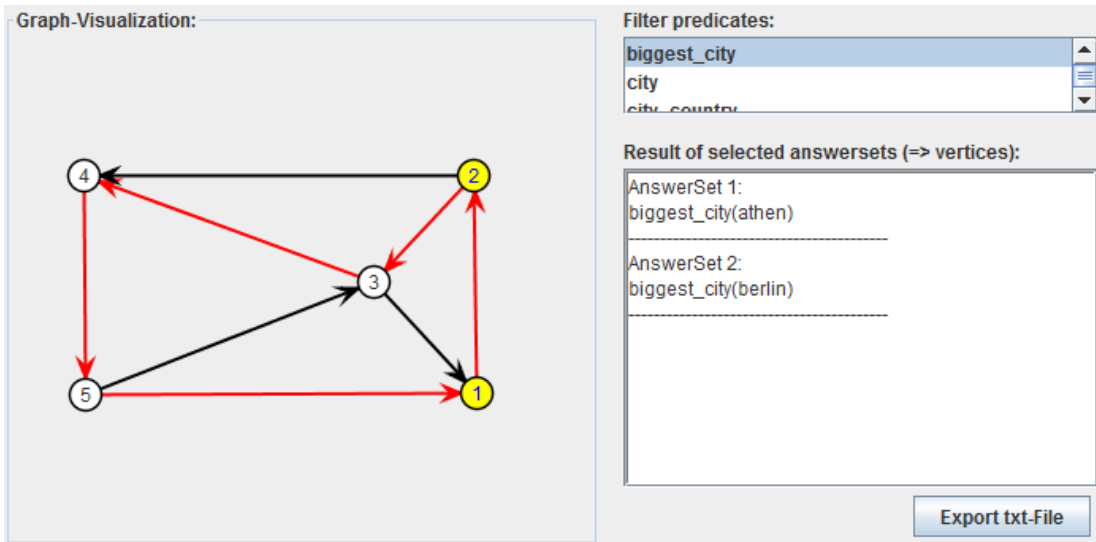 Graph-Visualization:
4
2
3
5
1
Filter predicates:
biggest_city
city
city_country
Result of selected answersets (=> vertices):
AnswerSet 1:
biggest_city(athen)
----------------------------------------
AnswerSet 2:
biggest_city(berlin)
----------------------------------------
Export txt-File